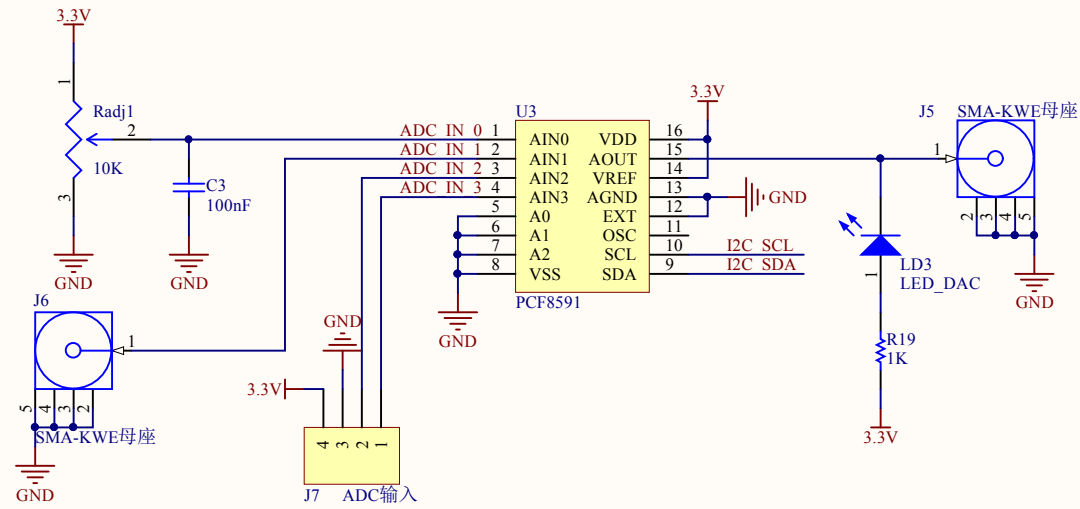 3.3V
1
Radj1
2
10K
3
GND
C3
100nF
GND
ADC_IN_0 1
ADC_IN_1 2
ADC_IN_2 3
ADC_IN_3 4
5
6
7
8
U3
AIN0 VDD 16
AIN1 AOUT 15
AIN2 VREF 14
AIN3 AGND 13
A0 EXT 12
A1 OSC 11
A2 SCL 10 I2C_SCL
VSS SDA 9 I2C_SDA
PCF8591
GND
3.3V
GND
J5 SMA-KWE母座
1
2 3 4 5
GND
LD3
LED_DAC
1
R19
1K
3.3V
J6
1
5 4 3 2
SMA-KWE母座
GND
GND
3.3V
4 3 2 1
J7 ADC输入